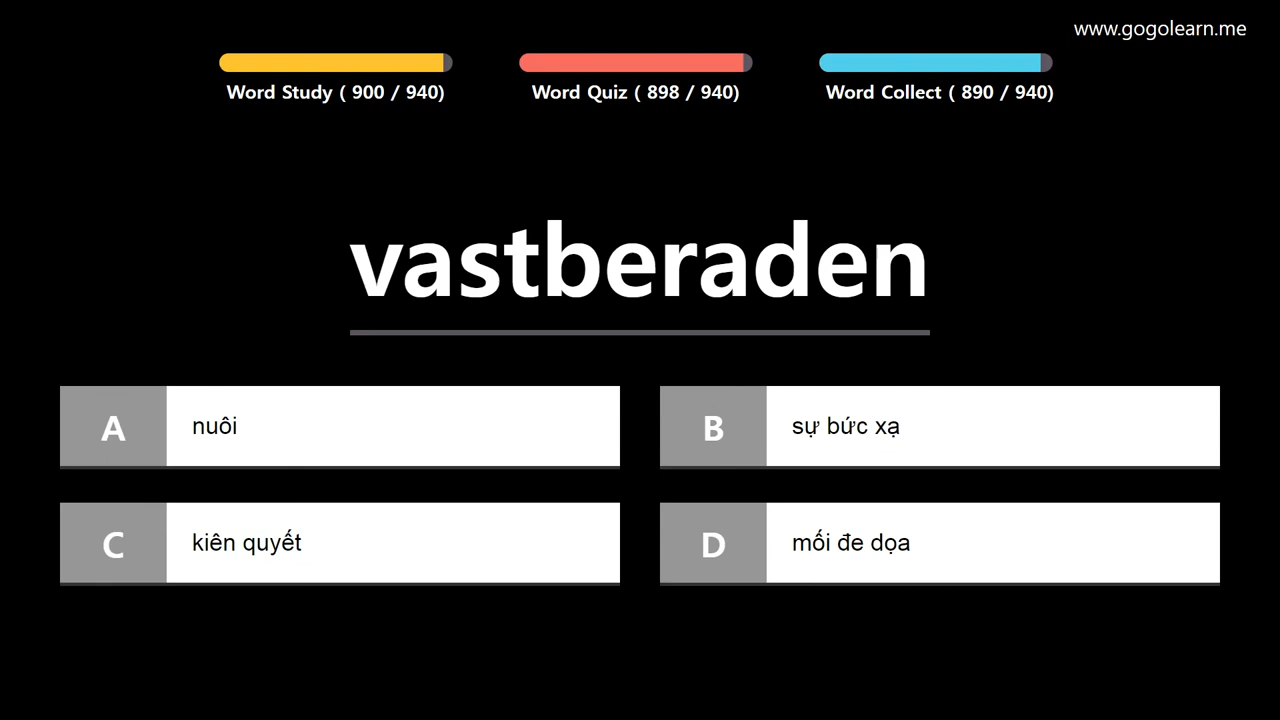 www.gogolearn.me
Word Study ( 900 / 940)
Word Quiz ( 898 / 940)
Word Collect ( 890 / 940)
vastberaden
A nuôi
B sự bức xạ
C kiên quyết
D mối đe dọa